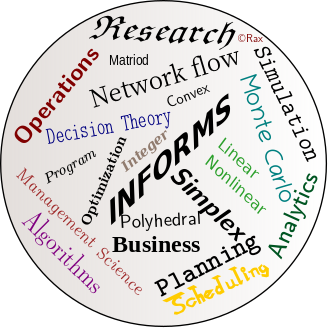 Research
©Rax
Operations
Matriod
Network flow
Convex
Simulation
Decision Theory
Monte Carlo
Program
Optimization
Integer
INFORMS
Linear
Nonlinear
Management Science
Algorithms
Polyhedral
Simplex
Analytics
Business
Planning
Scheduling